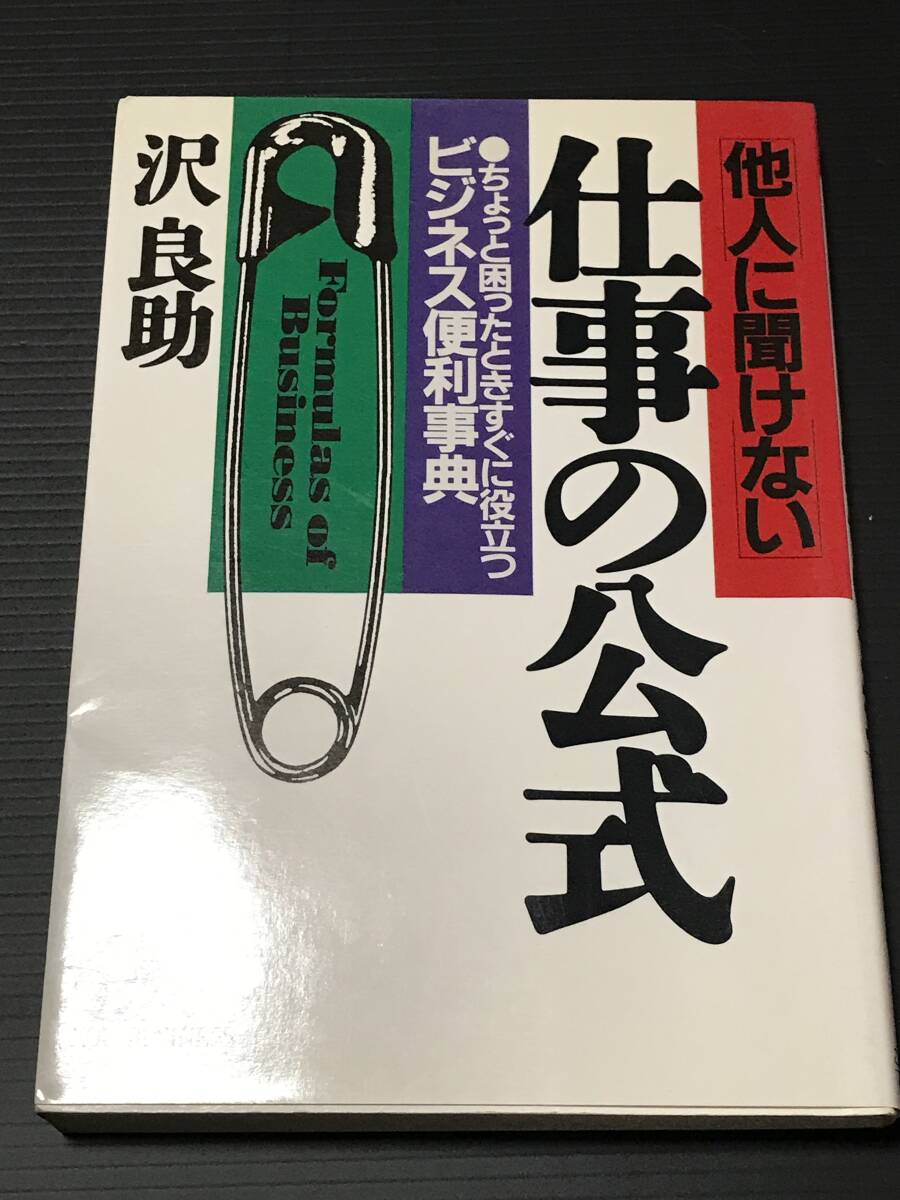 他人に聞けない
仕事の公式
●ちょっと困ったときすぐに役立つ
ビジネス便利事典
Formulas of
Business
沢良助